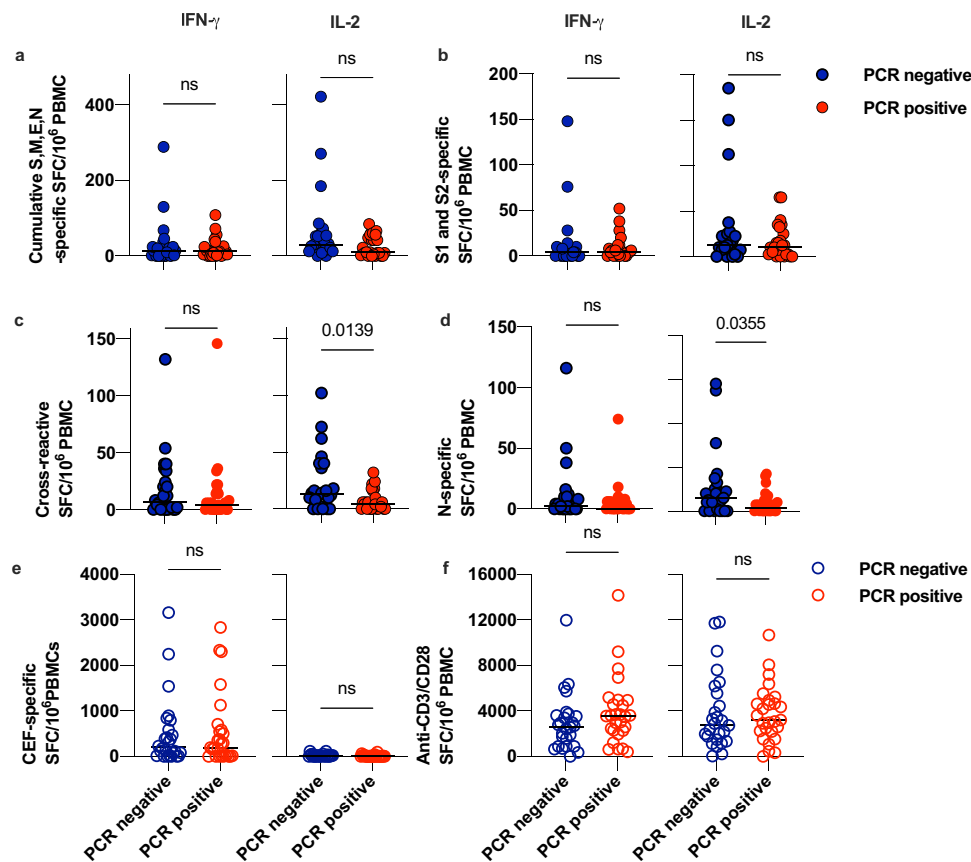 IFN-γ
IL-2
IFN-γ
IL-2
a
Cumulative S,M,E,N
-specific SFC/10⁶ PBMC
400
200
0
ns
ns
b
S1 and S2-specific
SFC/10⁶ PBMC
200
150
100
50
0
ns
ns
PCR negative
PCR positive
c
Cross-reactive
SFC/10⁶ PBMC
150
100
50
0
ns
0.0139
d
N-specific
SFC/10⁶ PBMC
150
100
50
0
ns
0.0355
e
CEF-specific
SFC/10⁶PBMCs
4000
3000
2000
1000
0
ns
ns
PCR negative
PCR positive
PCR negative
PCR positive
f
Anti-CD3/CD28
SFC/10⁶ PBMC
16000
12000
8000
4000
0
ns
ns
PCR negative
PCR positive
PCR negative
PCR positive
PCR negative
PCR positive